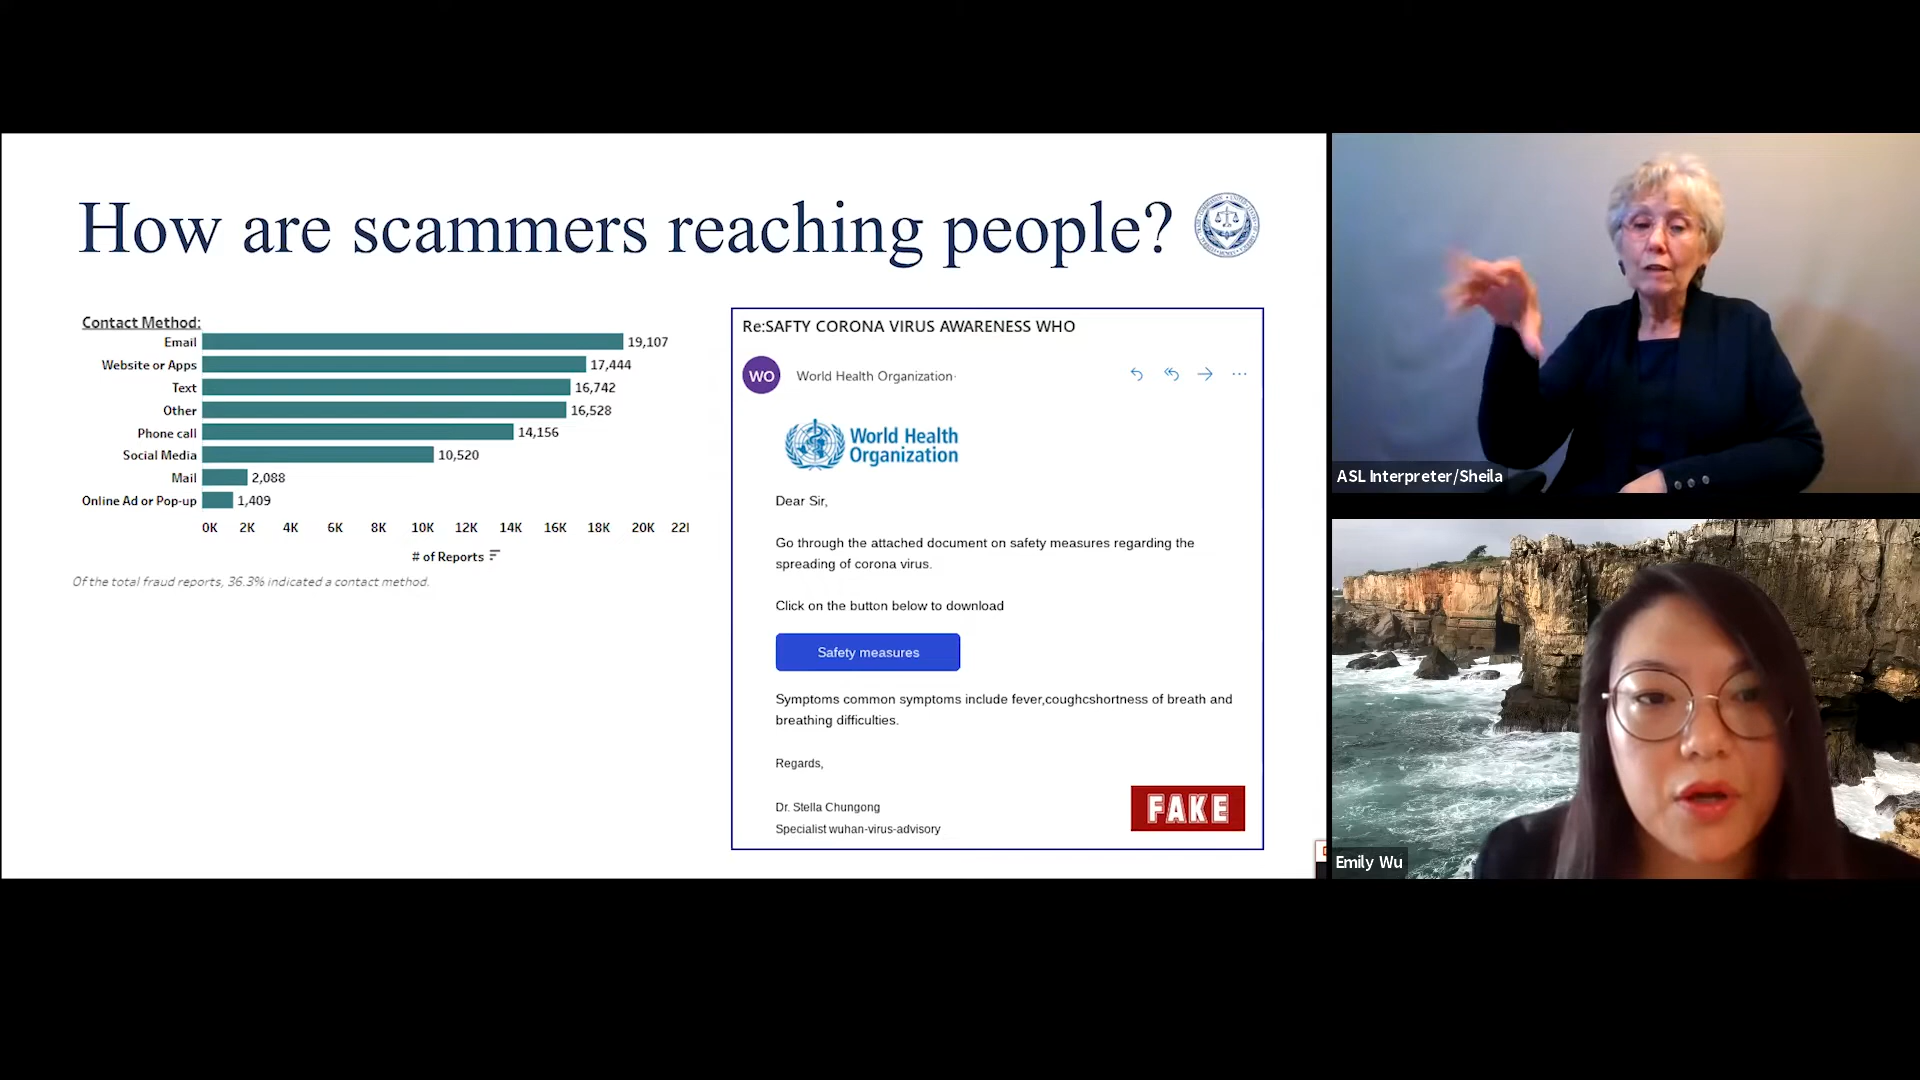 How are scammers reaching people?
Contact Method:
Email 19,107
Website or Apps 17,444
Text 16,742
Other 16,528
Phone call 14,156
Social Media 10,520
Mail 2,088
Online Ad or Pop-up 1,409
0K 2K 4K 6K 8K 10K 12K 14K 16K 18K 20K
# of Reports
Of the total fraud reports, 36.3% indicated a contact method.
Re:SAFTY CORONA VIRUS AWARENESS WHO
WO World Health Organization
World Health
Organization
Dear Sir,
Go through the attached document on safety measures regarding the
spreading of corona virus.
Click on the button below to download
Safety measures
Symptoms common symptoms include fever,coughcshortness of breath and
breathing difficulties.
Regards,
Dr. Stella Chungong
Specialist wuhan-virus-advisory
FAKE
ASL Interpreter/Sheila
Emily Wu